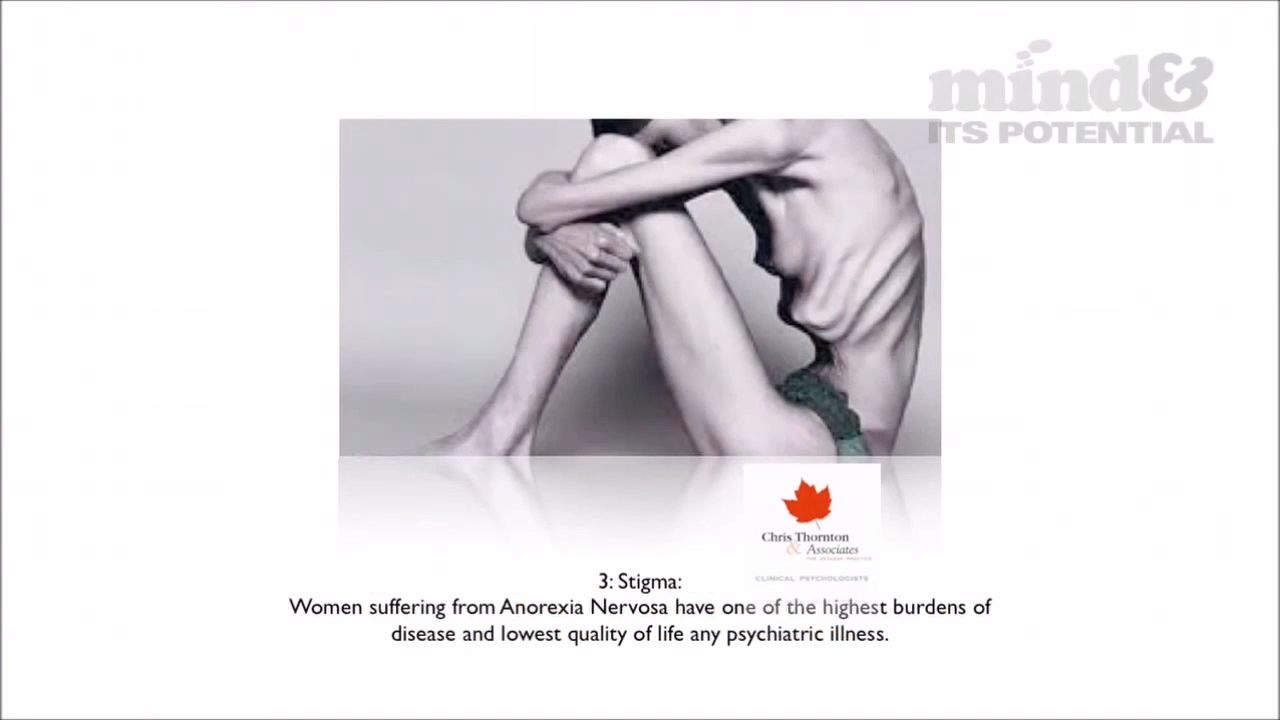 mind&
ITS POTENTIAL
Chris Thornton
& Associates
CLINICAL PSYCHOLOGISTS
3: Stigma:
Women suffering from Anorexia Nervosa have one of the highest burdens of
disease and lowest quality of life any psychiatric illness.